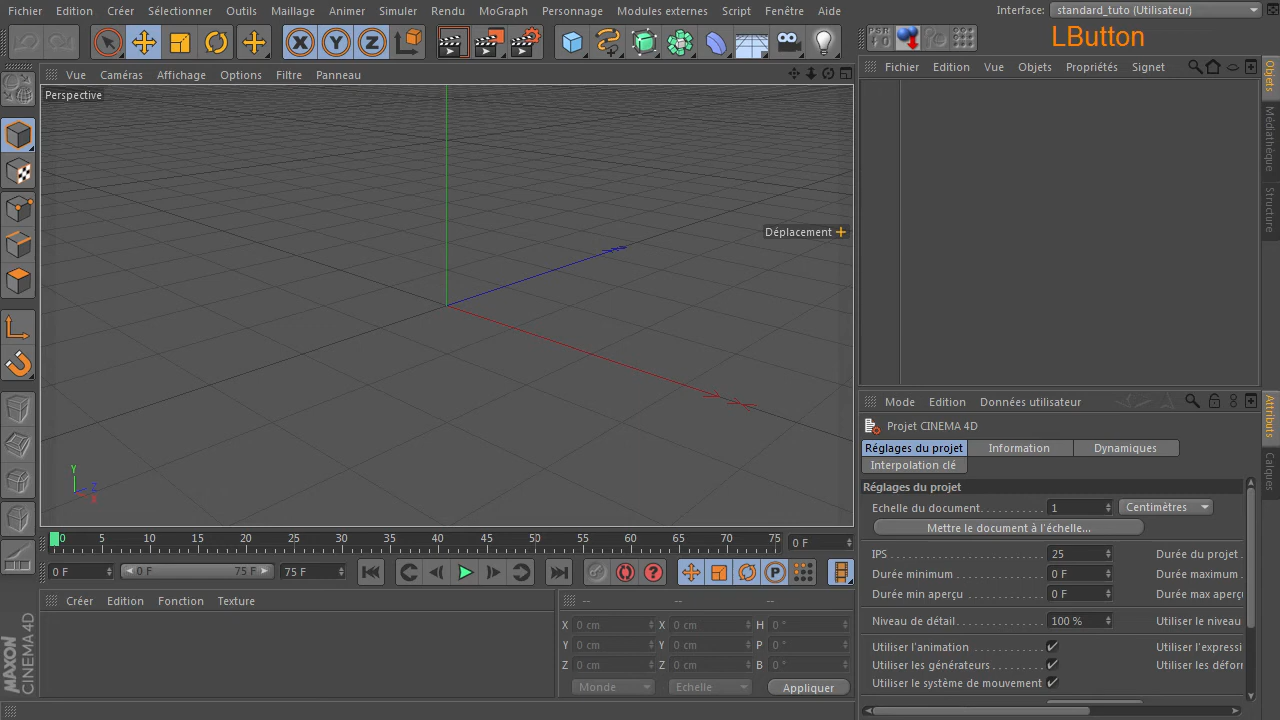 Fichier Edition Créer Sélectionner Outils Maillage Animer Simuler Rendu MoGraph Personnage Modules externes Script Fenêtre Aide Interface: standard_tuto (Utilisateur)
PSR
0
LButton
X Y Z
Vue Caméras Affichage Options Filtre Panneau
Fichier Edition Vue Objets Propriétés Signet
Objets
Médiathèque
Structure
Perspective
Déplacement
Y
Z
X
Mode Edition Données utilisateur
Attributs
Calques
Projet CINEMA 4D
Réglages du projet Information Dynamiques
Interpolation clé
Réglages du projet
Echelle du document 1 Centimètres
Mettre le document à l'échelle...
IPS 25 Durée du projet
Durée minimum 0 F Durée maximum
Durée min aperçu 0 F Durée max aperçu
Niveau de détail 100 % Utiliser le niveau
Utiliser l'animation Utiliser l'expressi
Utiliser les générateurs Utiliser les défor
Utiliser le système de mouvement
0 5 10 15 20 25 30 35 40 45 50 55 60 65 70 75 0 F
0 F 0 F 75 F 75 F
? P
Créer Edition Fonction Texture
-- -- --
X 0 cm X 0 cm H 0 °
Y 0 cm Y 0 cm P 0 °
Z 0 cm Z 0 cm B 0 °
Monde Echelle Appliquer
MAXON
CINEMA 4D